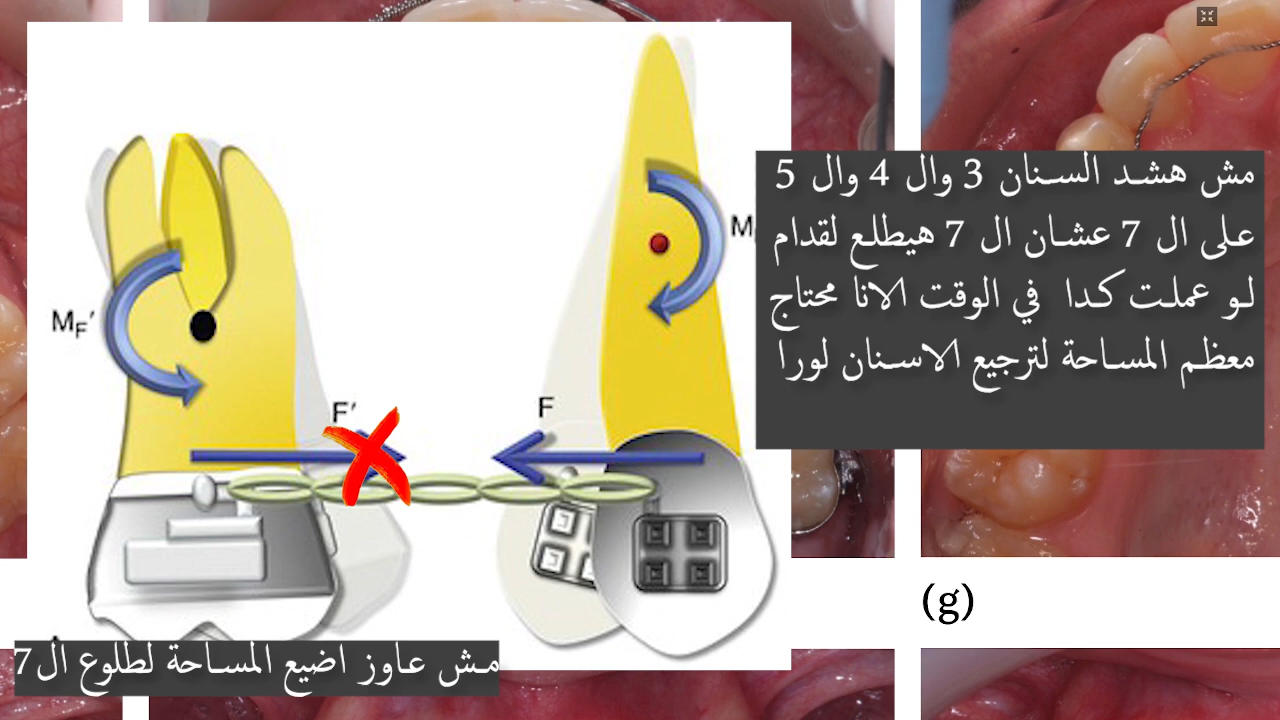 مش هشد السنان 3 وال 4 وال 5
على ال 7 عشان ال 7 هيطلع لقدام
لو عملت كدا في الوقت الانا محتاج
معظم المساحة لترجيع الاسنان لورا
M
MF'
F'
F
(g)
مش عاوز اضيع المساحة لطلوع ال7